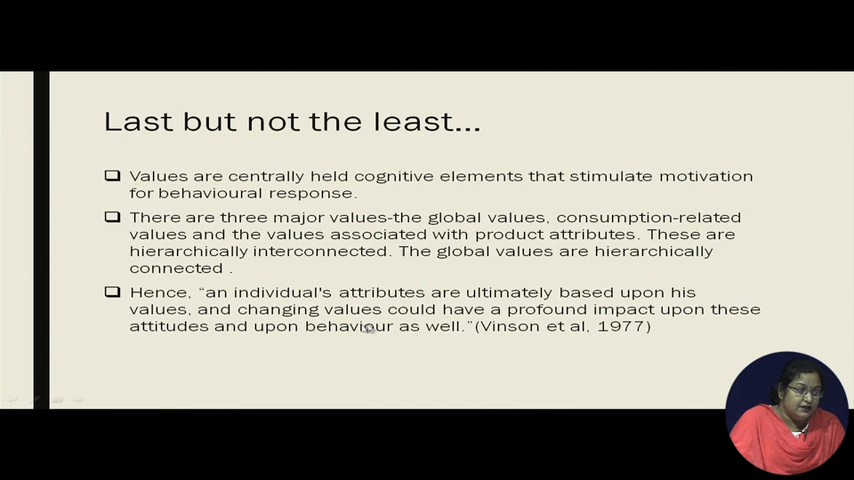 Last but not the least...
Values are centrally held cognitive elements that stimulate motivation
for behavioural response.
There are three major values-the global values, consumption-related
values and the values associated with product attributes. These are
hierarchically interconnected. The global values are hierarchically
connected .
Hence, “an individual's attributes are ultimately based upon his
values, and changing values could have a profound impact upon these
attitudes and upon behaviour as well.”(Vinson et al, 1977)